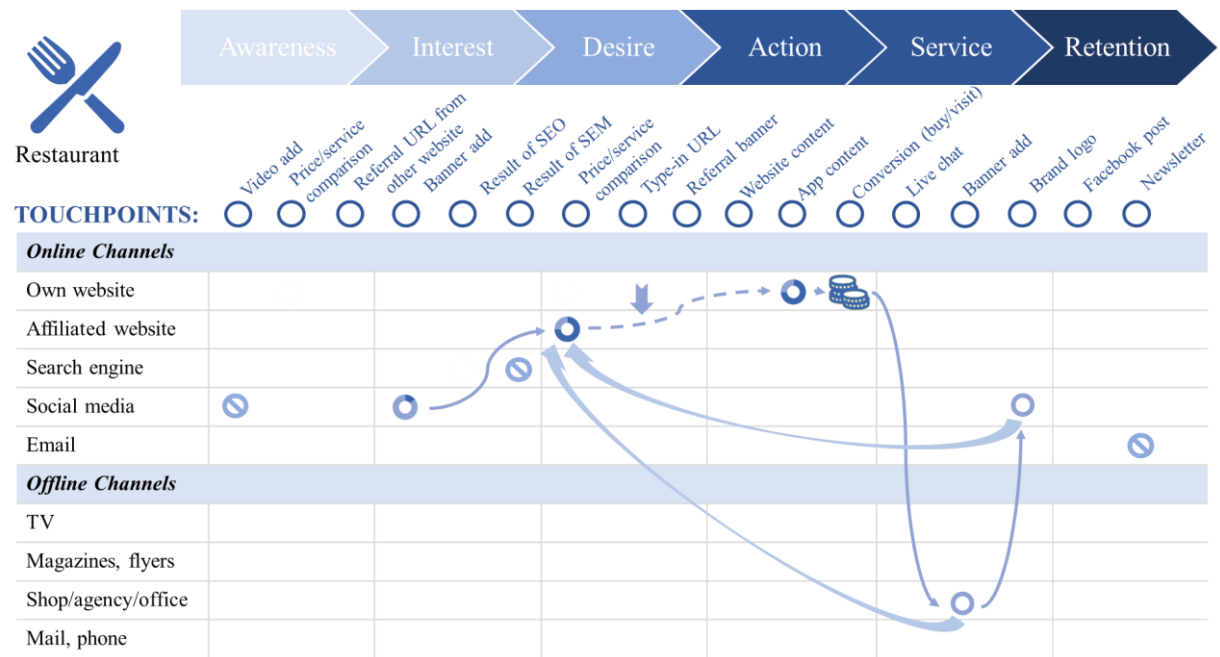 Awareness
Interest
Desire
Action
Service
Retention
Restaurant
Video add
Price/service
comparison
Referral URL from
other website
Banner add
Result of SEO
Result of SEM
Price/service
comparison
Type-in URL
Referral banner
Website content
App content
Conversion (buy/visit)
Live chat
Banner add
Brand logo
Facebook post
Newsletter
TOUCHPOINTS:
Online Channels
Own website
Affiliated website
Search engine
Social media
Email
Offline Channels
TV
Magazines, flyers
Shop/agency/office
Mail, phone